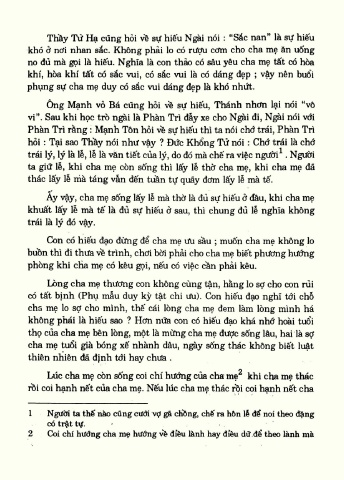 Thầy Tử Hạ cũng hỏi về sự hiếu Ngài nói : “Sắc nan” là sự hiếu
khó ở nơi nhan sắc. Không phải lo có rượu cơm cho cha mẹ ăn uống
no đủ mà gọi là hiếu. Nghĩa là con thảo có sâu yêu cha mẹ tất có hòa
khí, hòa khí tất có sắc vui, có sắc vui là có dáng đẹp ; vậy nên buổi
phụng sự cha mẹ duy có sắc vui dáng đẹp là khó nhứt.
Ông Mạnh võ Bá cũng hỏi về sự hiếu, Thánh nhơn lại nói “vô
vi”. Sau khi học trò nghỉ là Phàn Trì đẩy xe cho Ngài đi, Ngài nói với
Phàn Trì rằng : Mạnh Tôn hỏi về sự hiếu thì ta nói chớ trái, Phàn Trì
hỏi : Tại sao Thầy nói như vậy ? Đức Khổng Tử nói : Chớ trái là chớ
trái lý, lý là lễ, lễ là văn tiết của lý, do đó mà chế ra việc người1 . Người
ta giữ lễ, khi cha mẹ còn sống thì lấy lễ thờ cha mẹ, khi cha mẹ đã
thác lấy lễ mà táng vẫn đến tuần tự quảy đơm lấy lễ mà tế.
Ấy vậy, cha mẹ sống lấy lễ mà thờ là đủ sự hiếu ở đầu, khi cha mẹ
khuất lấy lễ mà tế là đủ sự hiếu ở sau, thì chung đủ lễ nghĩa không
trái là lý đó vậy.
Con có hiếu đạo đừng để cha mẹ ưu sầu ; muốn cha mẹ không lo
buồn thì đi thưa về trình, chơi bời phải cho cha mẹ biết phương hướng
phòng khi cha mẹ có kêu gọi, nếu có việc cần phải kêu.
Lòng cha mẹ thương con không cùng tận, hằng lo sợ cho con rủi
có tất bịnh (Phụ mẫu duy kỳ tật chi ưu). Con hiếu đạo nghĩ tới chỗ
cha mẹ lo sợ cho mình, thế cái lòng cha mẹ đem làm lòng mình há
không phải là hiếu sao ? Hơn nữa con có hiếu đạo khá nhớ hoài tuổi
thọ của cha mẹ bên lòng, một là mừng cha mẹ được sống lâu, hai là sợ
cha mẹ tuổi già bóng xế nhành dâu, ngày sống thác không biết luật
thiên nhiên đã định tới hay chưa .
Lúc cha mẹ còn sống coi chí hướng của cha mẹ2 khi cha mẹ thác
rồi coi hạnh nết của cha mẹ. Nếu lúc cha mẹ thác rồi coi hạnh nết cha
1 Người ta thế nào cũng cưới vợ gả chồng, chế ra hôn lễ để noi theo đặng
có trật tự.
2 Coi chí hướng cha mẹ hướng về điều lành hay điều dữ để theo lành mà